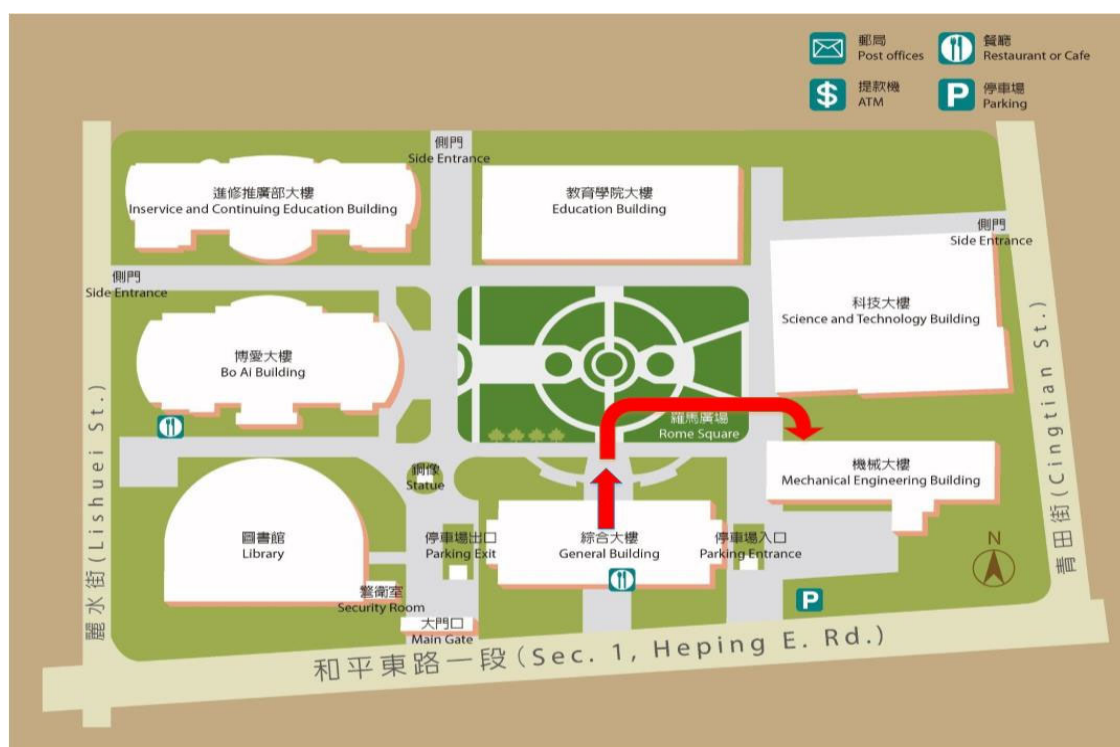 郵局
Post offices
餐廳
Restaurant or Cafe
提款機
ATM
P
停車場
Parking
側門
Side Entrance
進修推廣部大樓
Inservice and Continuing Education Building
教育學院大樓
Education Building
側門
Side Entrance
側門
Side Entrance
科技大樓
Science and Technology Building
博愛大樓
Bo Ai Building
羅馬廣場
Rome Square
機械大樓
Mechanical Engineering Building
銅像
Statue
圖書館
Library
停車場出口
Parking Exit
綜合大樓
General Building
停車場入口
Parking Entrance
N
警衛室
Security Room
P
大門口
Main Gate
麗水街(Lishuei St.)
青田街(Cingtian St.)
和平東路一段(Sec. 1, Heping E. Rd.)